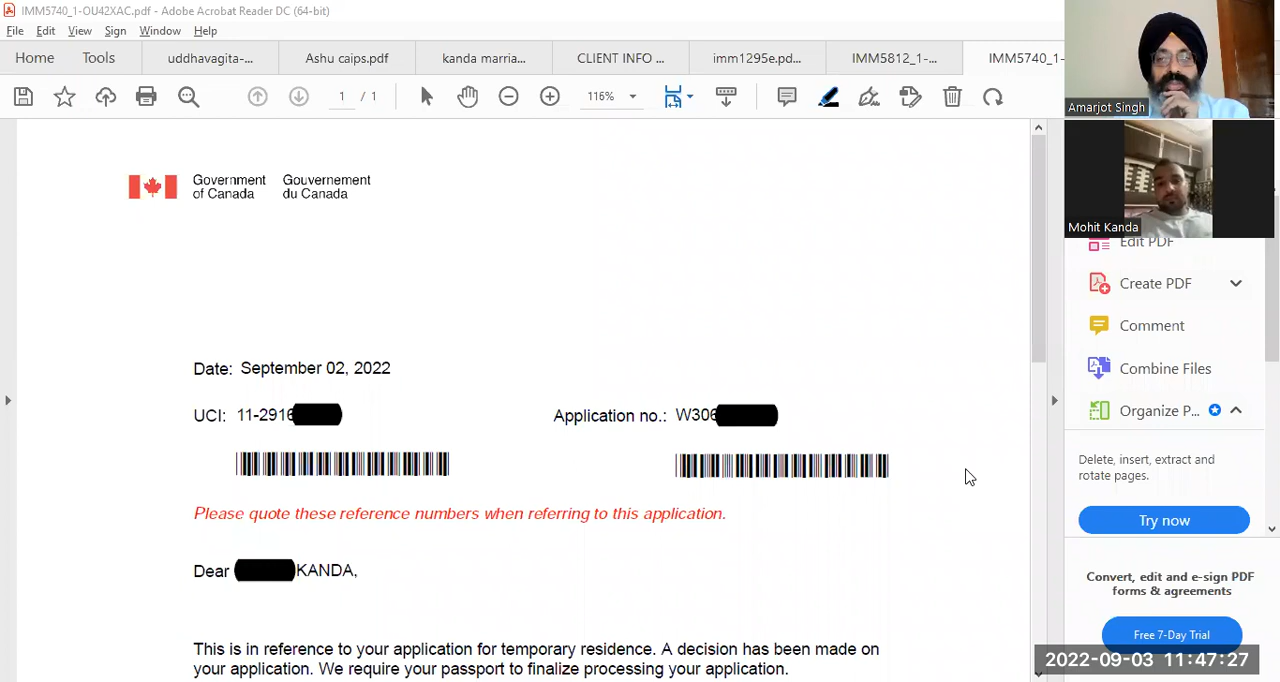 IMM5740_1-OU42XAC.pdf - Adobe Acrobat Reader DC (64-bit)
File Edit View Sign Window Help
Home Tools uddhavagita-... Ashu caips.pdf kanda marria... CLIENT INFO ... imm1295e.pd... IMM5812_1-... IMM5740_1-
1 / 1 116%
Amarjot Singh
Mohit Kanda
Government of Canada
Gouvernement du Canada
Edit PDF
Create PDF
Comment
Combine Files
Organize P...
Delete, insert, extract and
rotate pages.
Try now
Convert, edit and e-sign PDF
forms & agreements
Free 7-Day Trial
Date: September 02, 2022
UCI: 11-2916 Application no.: W306
Please quote these reference numbers when referring to this application.
Dear KANDA,
This is in reference to your application for temporary residence. A decision has been made on
your application. We require your passport to finalize processing your application.
2022-09-03 11:47:27